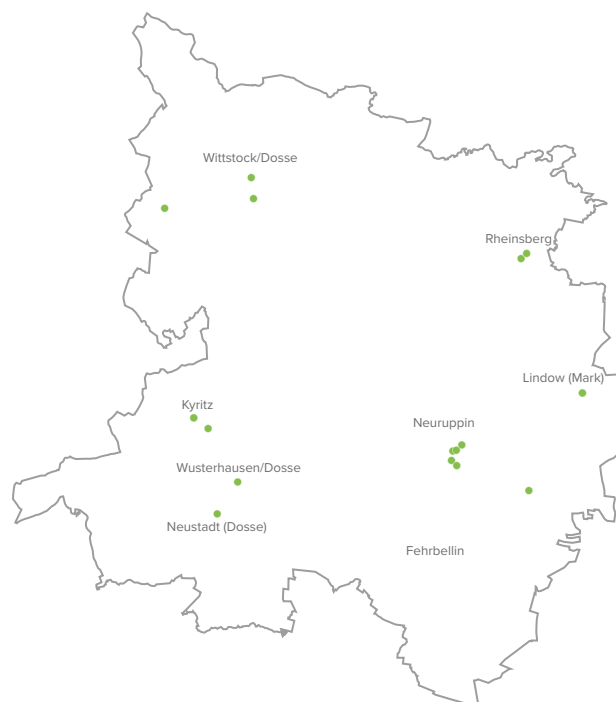 Wittstock/Dosse
Rheinsberg
Lindow (Mark)
Kyritz
Neuruppin
Wusterhausen/Dosse
Neustadt (Dosse)
Fehrbellin